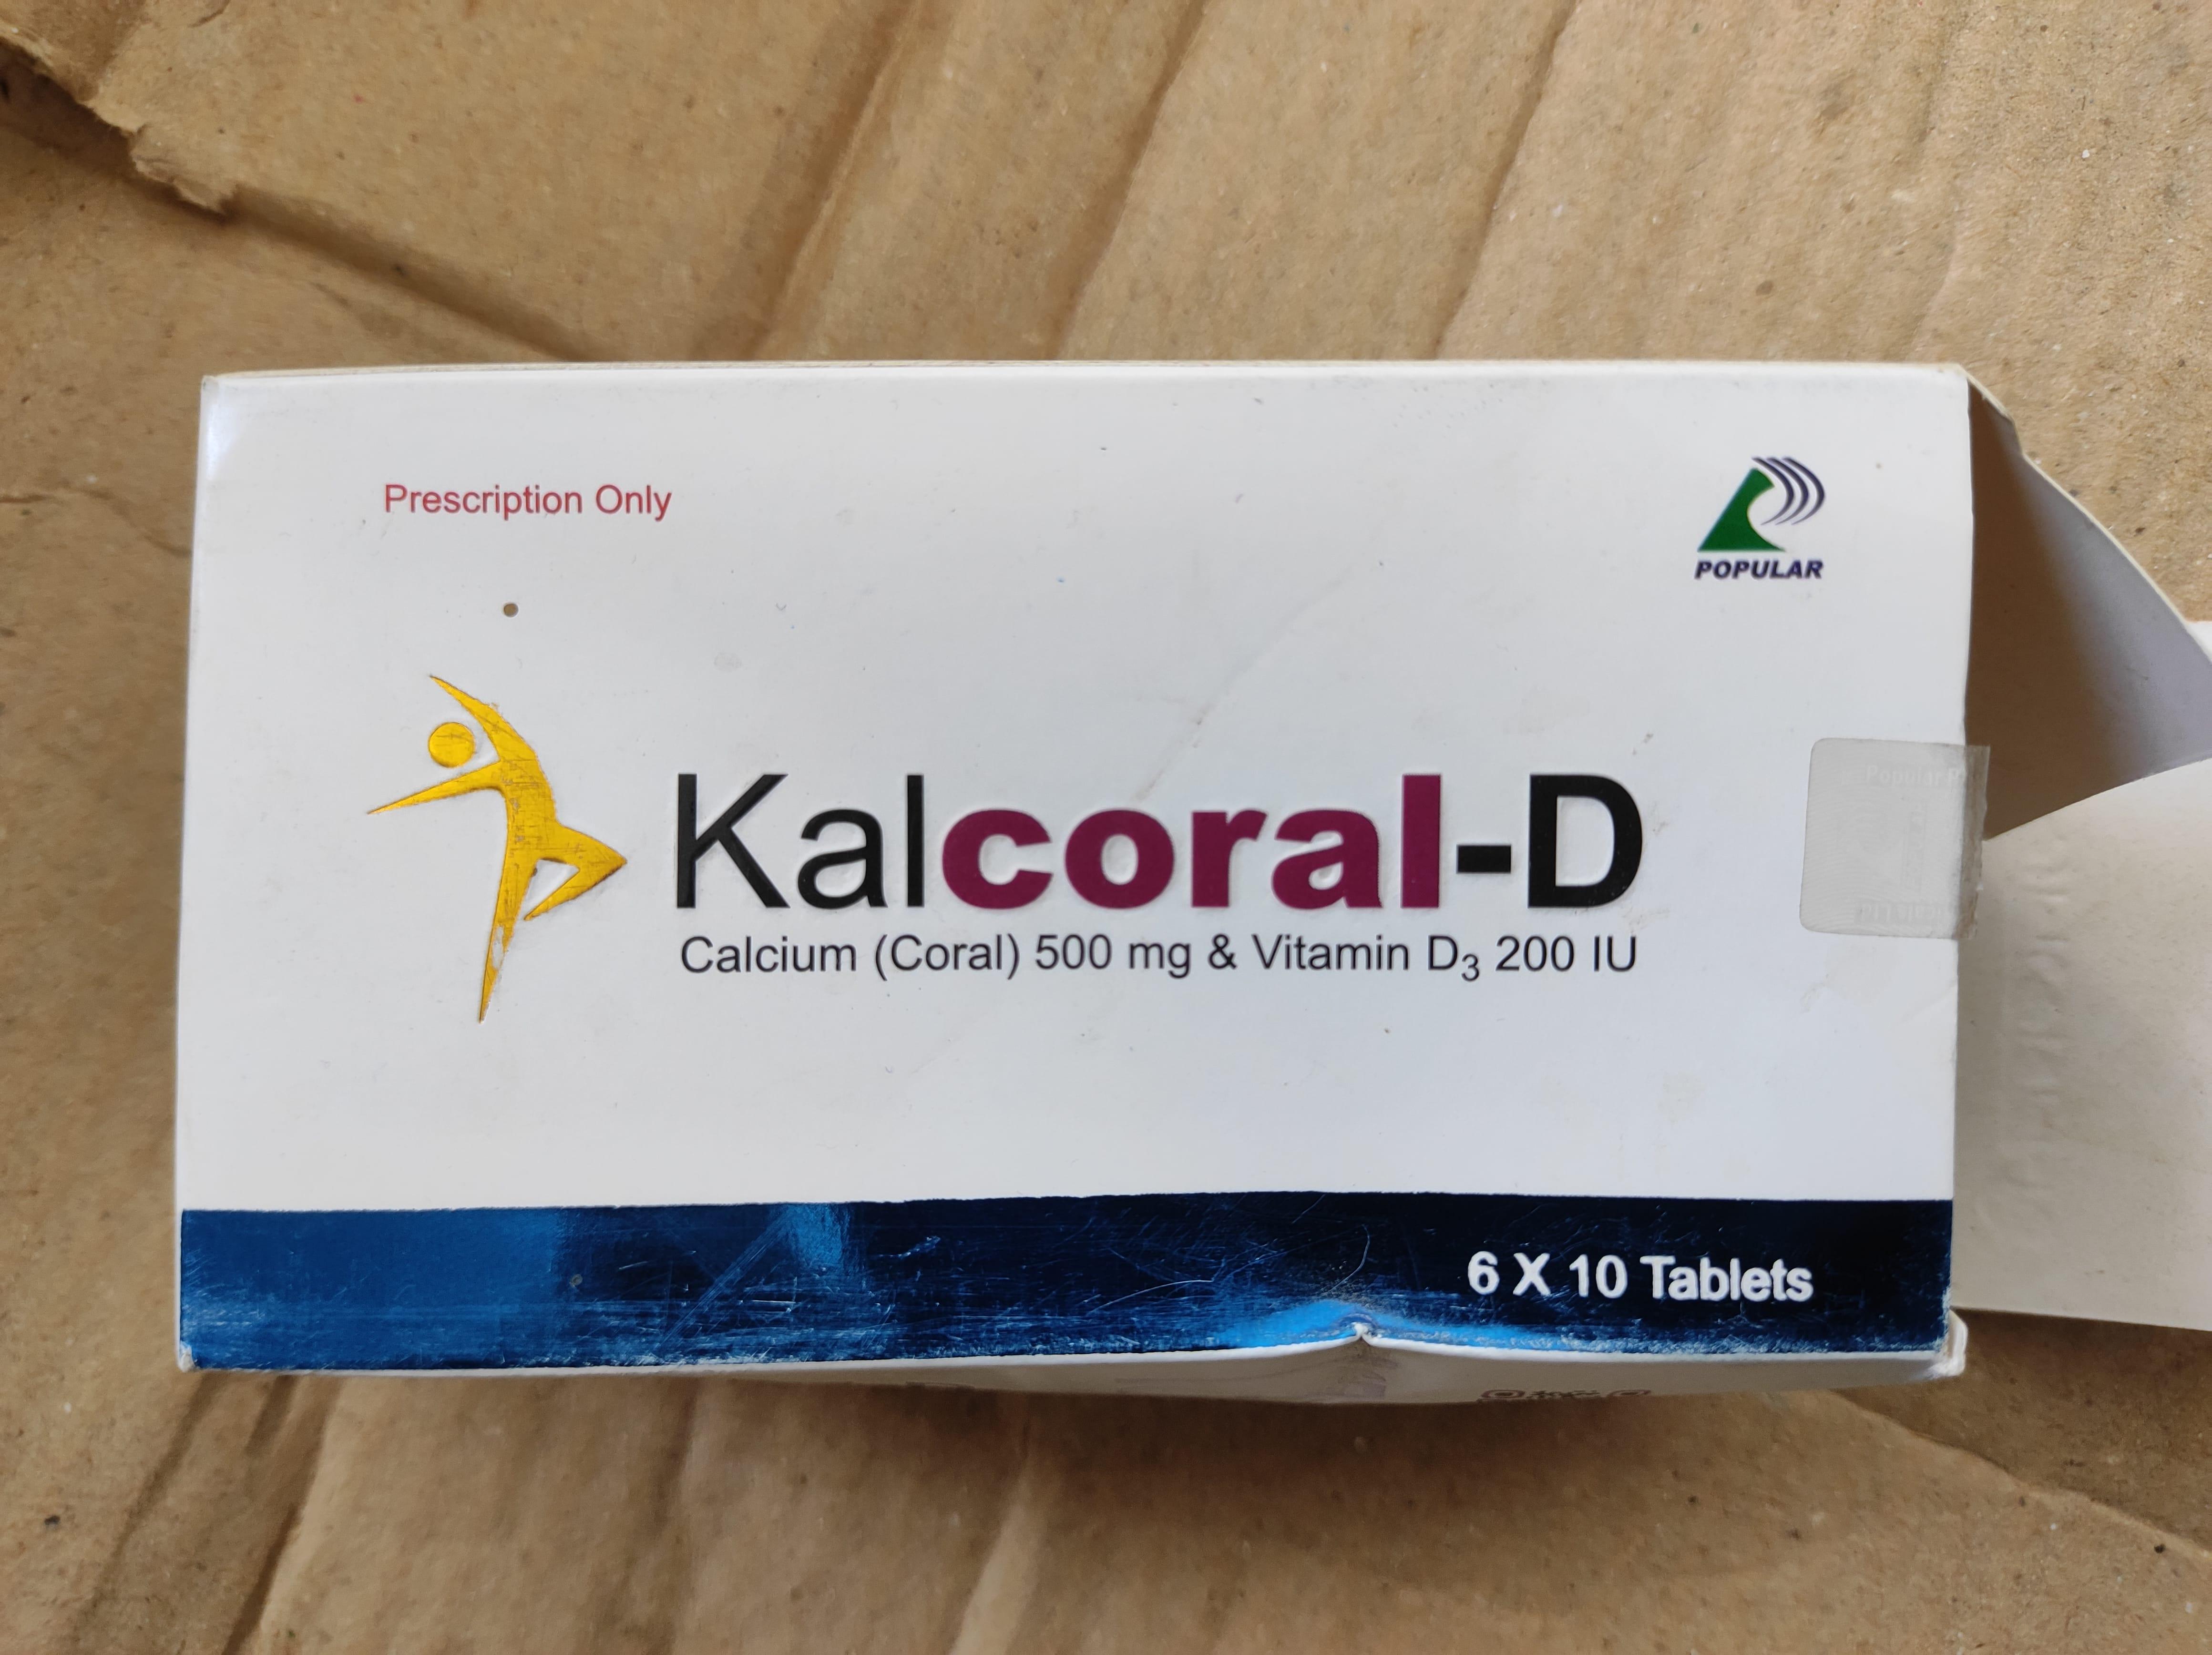 Prescription Only
POPULAR
Kalcoral-D
Calcium (Coral) 500 mg & Vitamin D₃ 200 IU
6 X 10 Tablets